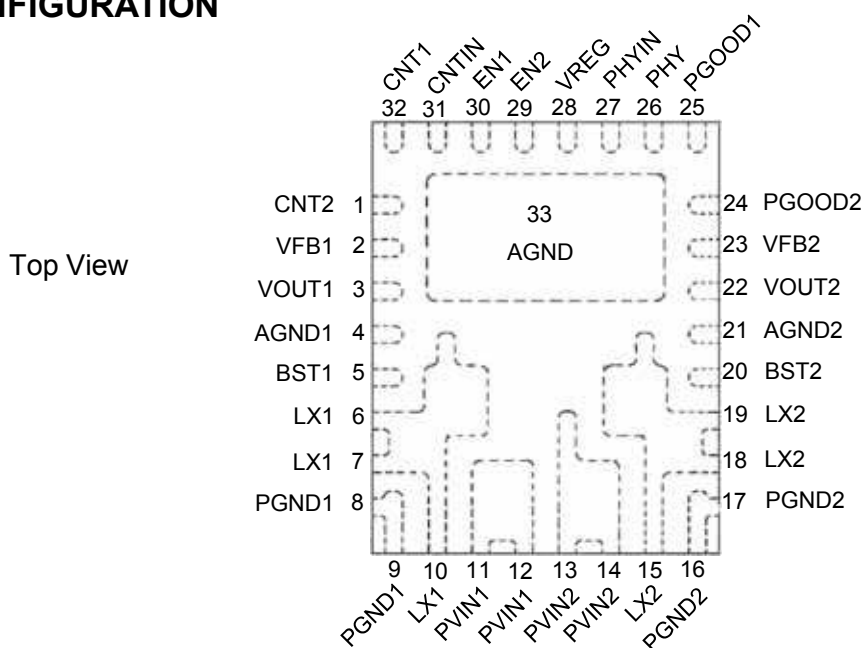 NFIGURATION
CNT1 CNTIN EN1 EN2 VREG PHYIN PHY PGOOD1
32 31 30 29 28 27 26 25
CNT2 1
VFB1 2
VOUT1 3
AGND1 4
BST1 5
LX1 6
LX1 7
PGND1 8
Top View
33
AGND
24 PGOOD2
23 VFB2
22 VOUT2
21 AGND2
20 BST2
19 LX2
18 LX2
17 PGND2
9 10 11 12 13 14 15 16
PGND1 LX1 PVIN1 PVIN1 PVIN2 PVIN2 LX2 PGND2